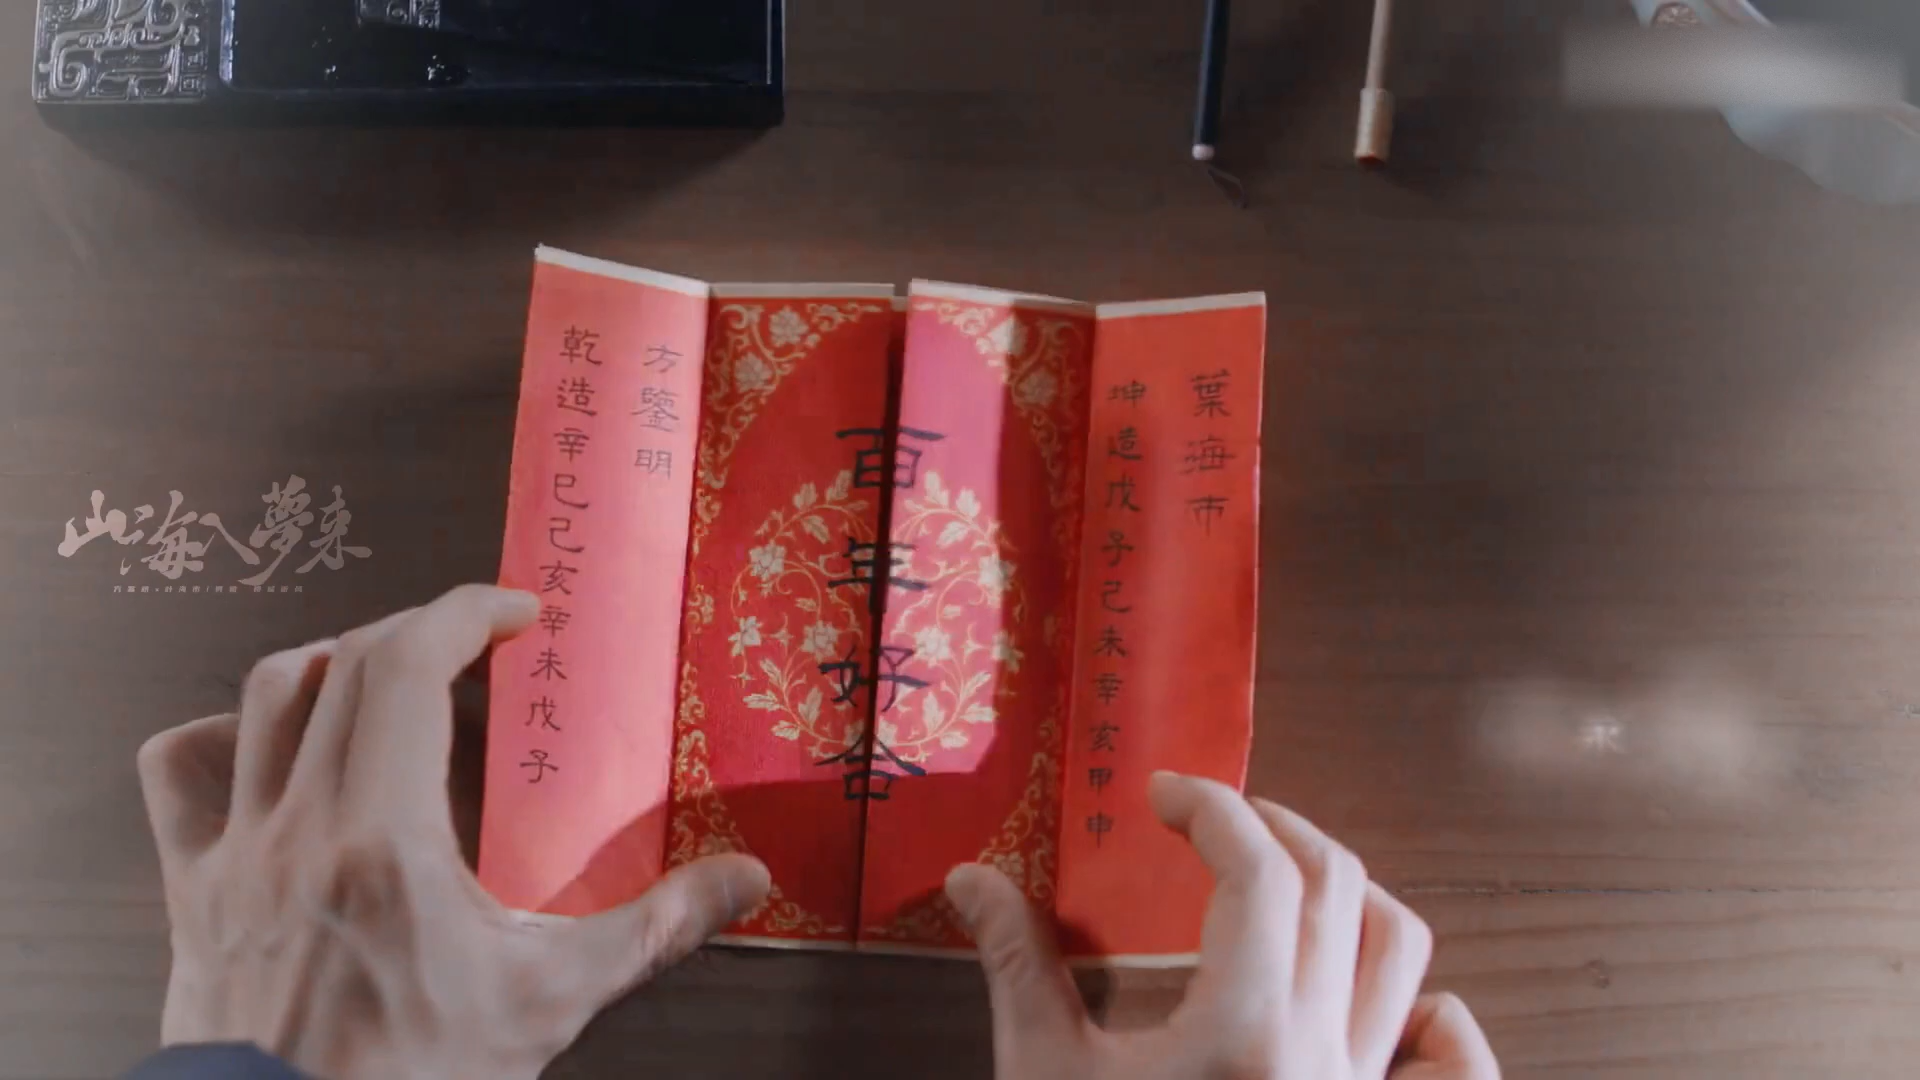 葉海市
坤造戊子己未辛亥甲申
百年好合
方鑒明
乾造辛巳己亥辛未戊子
山海入夢來